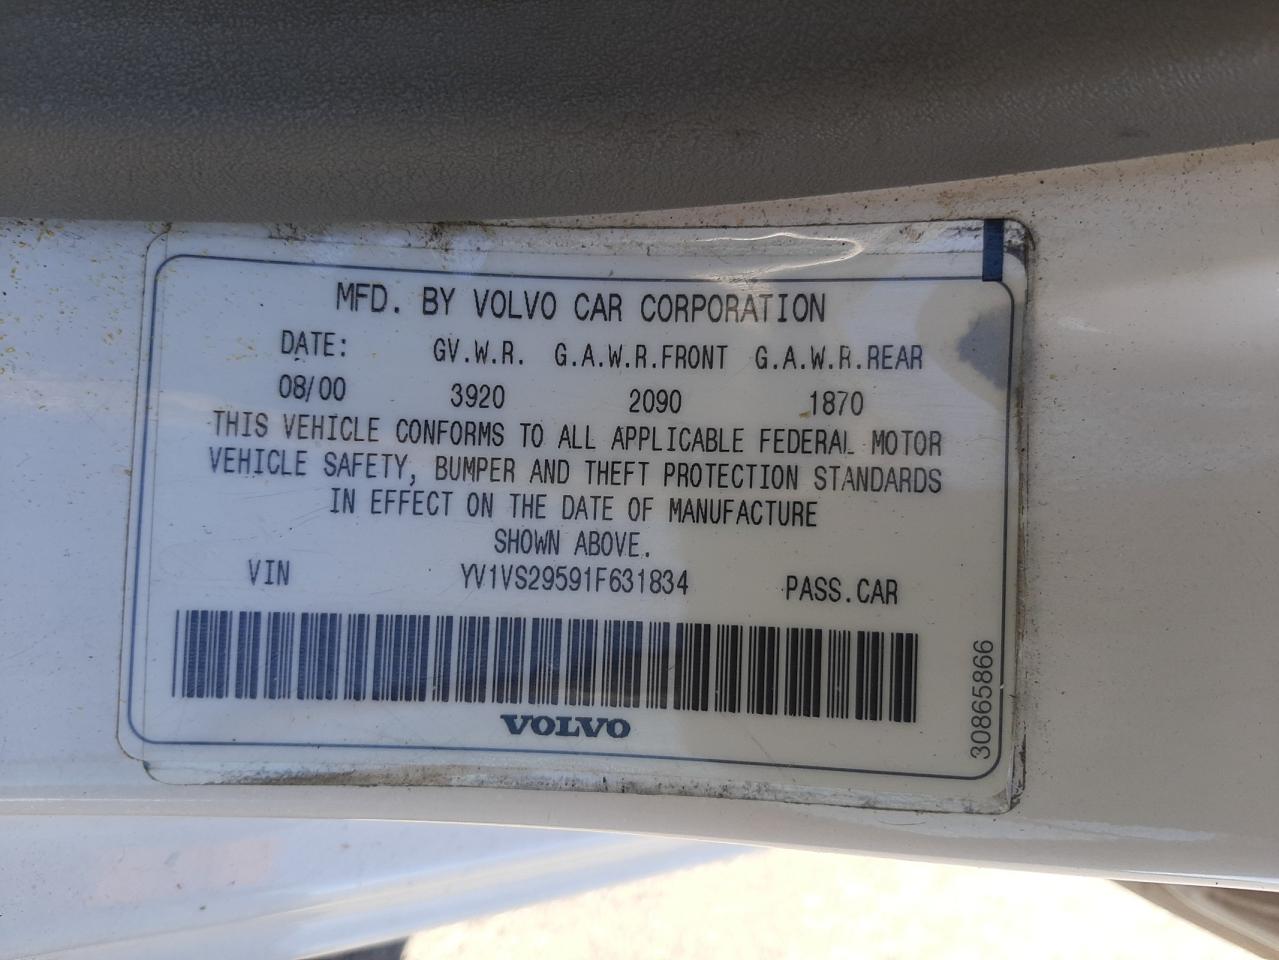 MFD. BY VOLVO CAR CORPORATION
DATE: GV.W.R. G.A.W.R.FRONT G.A.W.R.REAR
08/00 3920 2090 1870
THIS VEHICLE CONFORMS TO ALL APPLICABLE FEDERAL MOTOR
VEHICLE SAFETY, BUMPER AND THEFT PROTECTION STANDARDS
IN EFFECT ON THE DATE OF MANUFACTURE
SHOWN ABOVE.
VIN YV1VS29591F631834 PASS.CAR
VOLVO
30865866